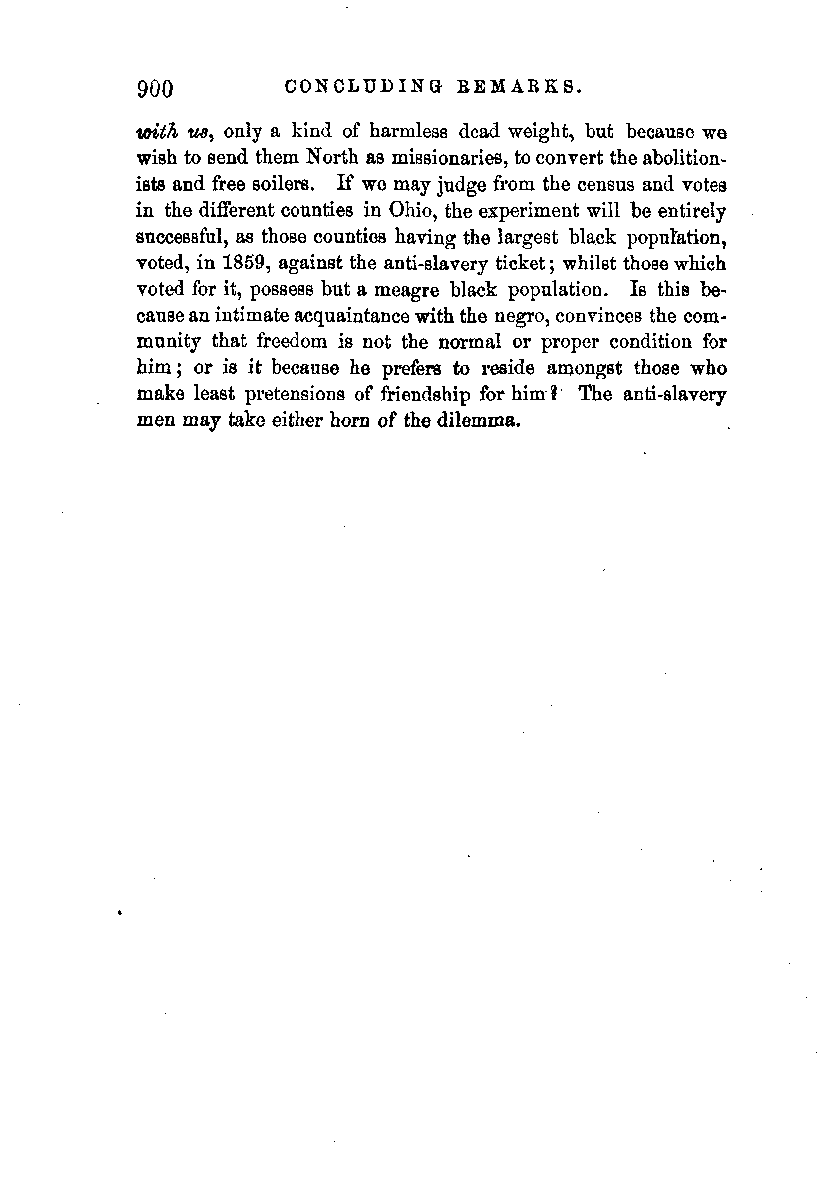 900 CONCLUDING REMARKS.
with us, only a kind of harmless dead weight, but because we
wish to send them North as missionaries, to convert the abolition-
ists and free soilers. If we may judge from the census and votes
in the different counties in Ohio, the experiment will be entirely
successful, as those counties having the largest black population,
voted, in 1859, against the anti-slavery ticket; whilst those which
voted for it, possess but a meagre black population. Is this be-
cause an intimate acquaintance with the negro, convinces the com-
munity that freedom is not the normal or proper condition for
him; or is it because he prefers to reside amongst those who
make least pretensions of friendship for him? The anti-slavery
men may take either horn of the dilemma.